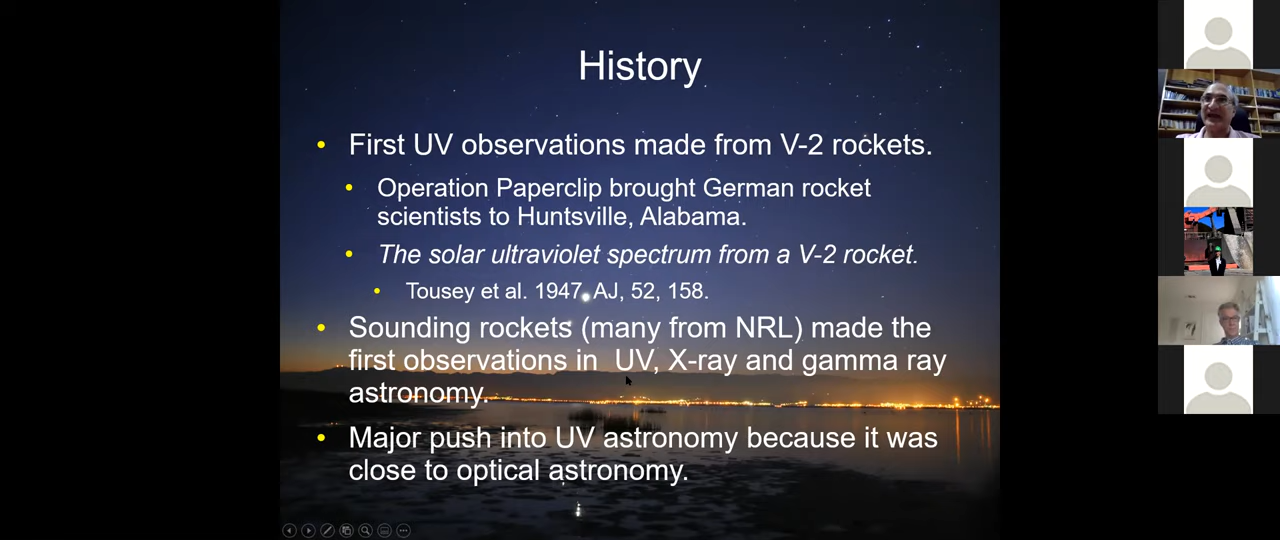 History
• First UV observations made from V-2 rockets.
• Operation Paperclip brought German rocket
scientists to Huntsville, Alabama.
• The solar ultraviolet spectrum from a V-2 rocket.
• Tousey et al. 1947, AJ, 52, 158.
• Sounding rockets (many from NRL) made the
first observations in  UV, X-ray and gamma ray
astronomy.
• Major push into UV astronomy because it was
close to optical astronomy.